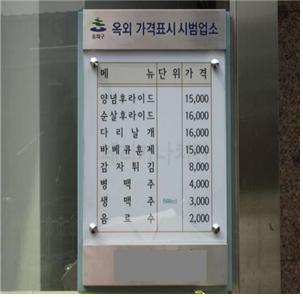 송파구
옥외 가격표시시범업소
메 뉴 단위 가격
양념후라이드 15,000
순살후라이드 16,000
다리날개 16,000
바베큐훈제 15,000
감자튀김 8,000
병맥주 4,000
생맥주 3,000
음료수 2,000